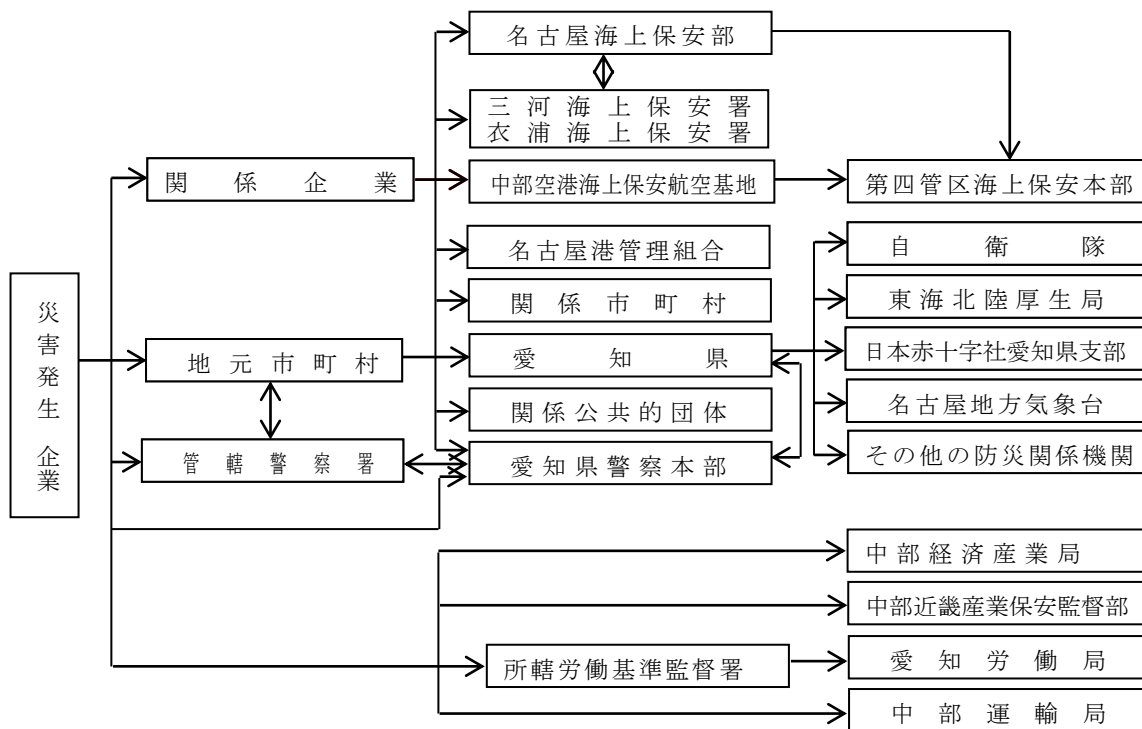 名古屋海上保安部
三河海上保安署
衣浦海上保安署
関係企業
中部空港海上保安航空基地
第四管区海上保安本部
名古屋港管理組合
自衛隊
災害発生 企業
関係市町村
東海北陸厚生局
地元市町村
愛知県
日本赤十字社愛知県支部
関係公共的団体
名古屋地方気象台
管轄警察署
愛知県警察本部
その他の防災関係機関
中部経済産業局
中部近畿産業保安監督部
所轄労働基準監督署
愛知労働局
中部運輸局